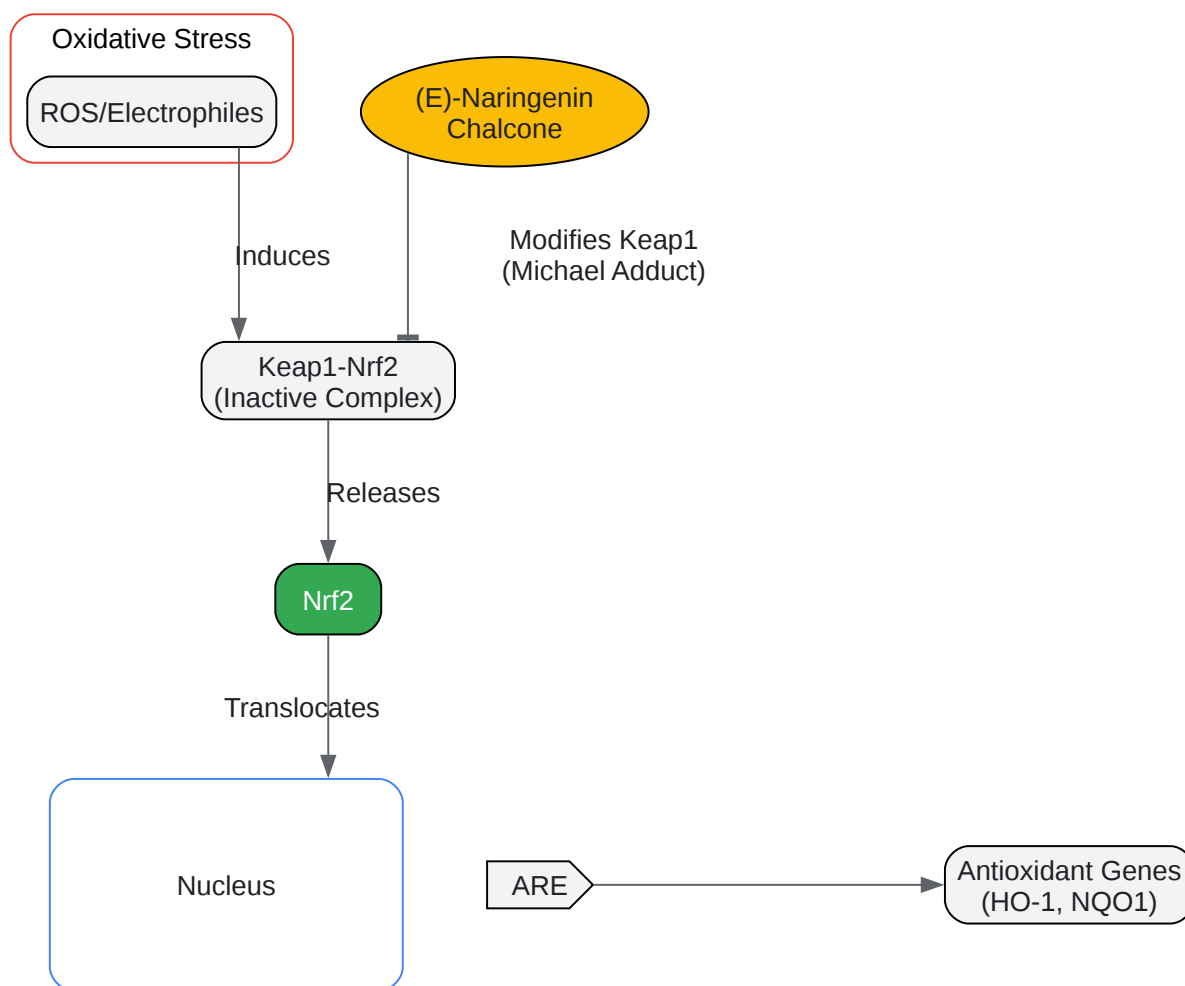 Oxidative Stress
ROS/Electrophiles
(E)-Naringenin
Chalcone
Induces
Modifies Keap1
(Michael Adduct)
Keap1-Nrf2
(Inactive Complex)
Releases
Nrf2
Translocates
Nucleus
ARE
Antioxidant Genes
(HO-1, NQO1)